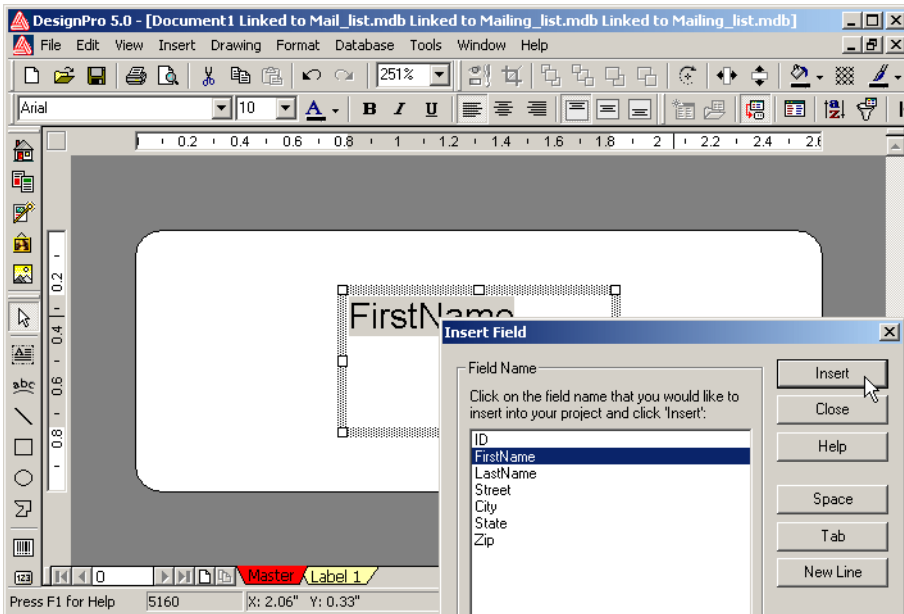 DesignPro 5.0 - [Document1 Linked to Mail_list.mdb Linked to Mailing_list.mdb Linked to Mailing_list.mdb]
File Edit View Insert Drawing Format Database Tools Window Help
251%
Arial 10 A B I U
0.2 0.4 0.6 0.8 1 1.2 1.4 1.6 1.8 2 2.2 2.4 2.6
0.2
0.4
0.6
0.8
abc
123
FirstName
Insert Field
Field Name
Click on the field name that you would like to
insert into your project and click 'Insert':
ID
FirstName
LastName
Street
City
State
Zip
Insert
Close
Help
Space
Tab
New Line
0 Master Label 1
Press F1 for Help 5160 X: 2.06" Y: 0.33"